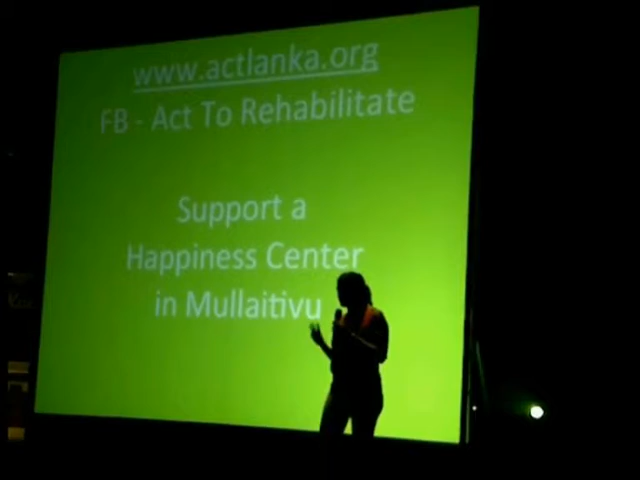 www.actlanka.org
FB - Act To Rehabilitate
Support a
Happiness Center
in Mullaitivu